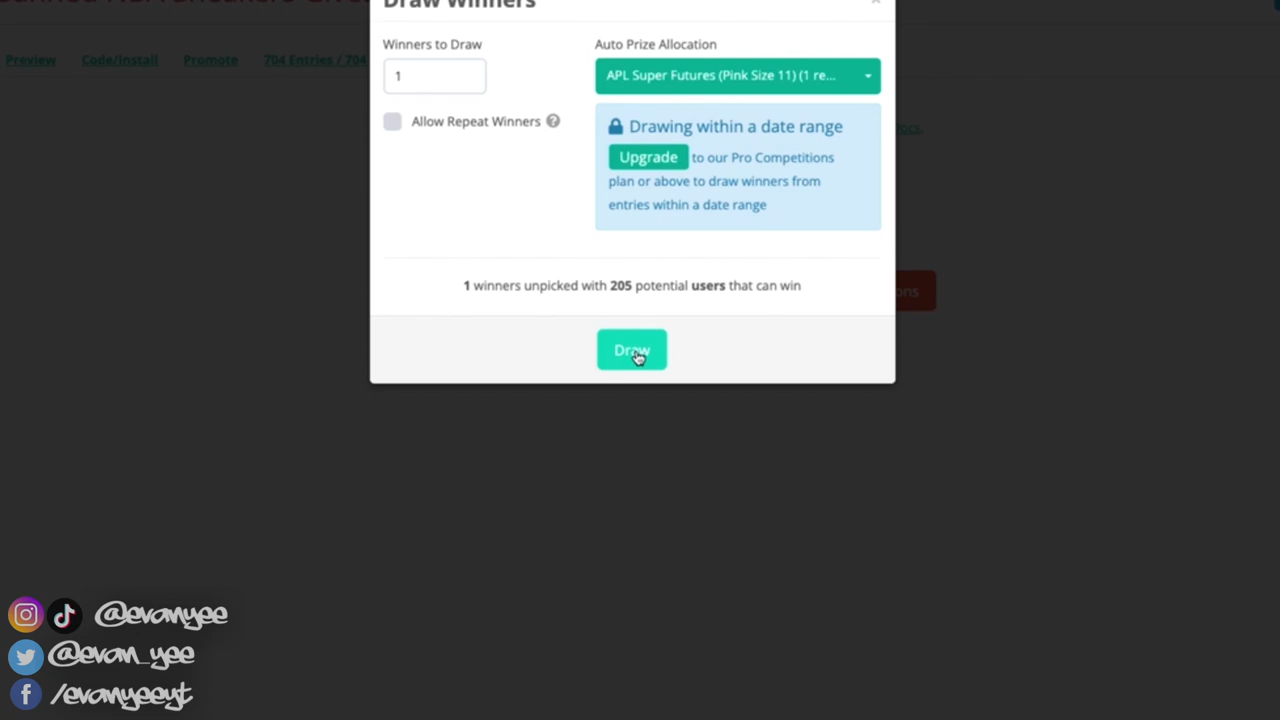 Draw Winners
Preview Code/Install Promote 704 Entries / 704
Winners to Draw
1
Allow Repeat Winners
Auto Prize Allocation
APL Super Futures (Pink Size 11) (1 re...
Drawing within a date range
Upgrade to our Pro Competitions
plan or above to draw winners from
entries within a date range
1 winners unpicked with 205 potential users that can win
Draw
@evanyee
@evan_yee
/evanyeeyt